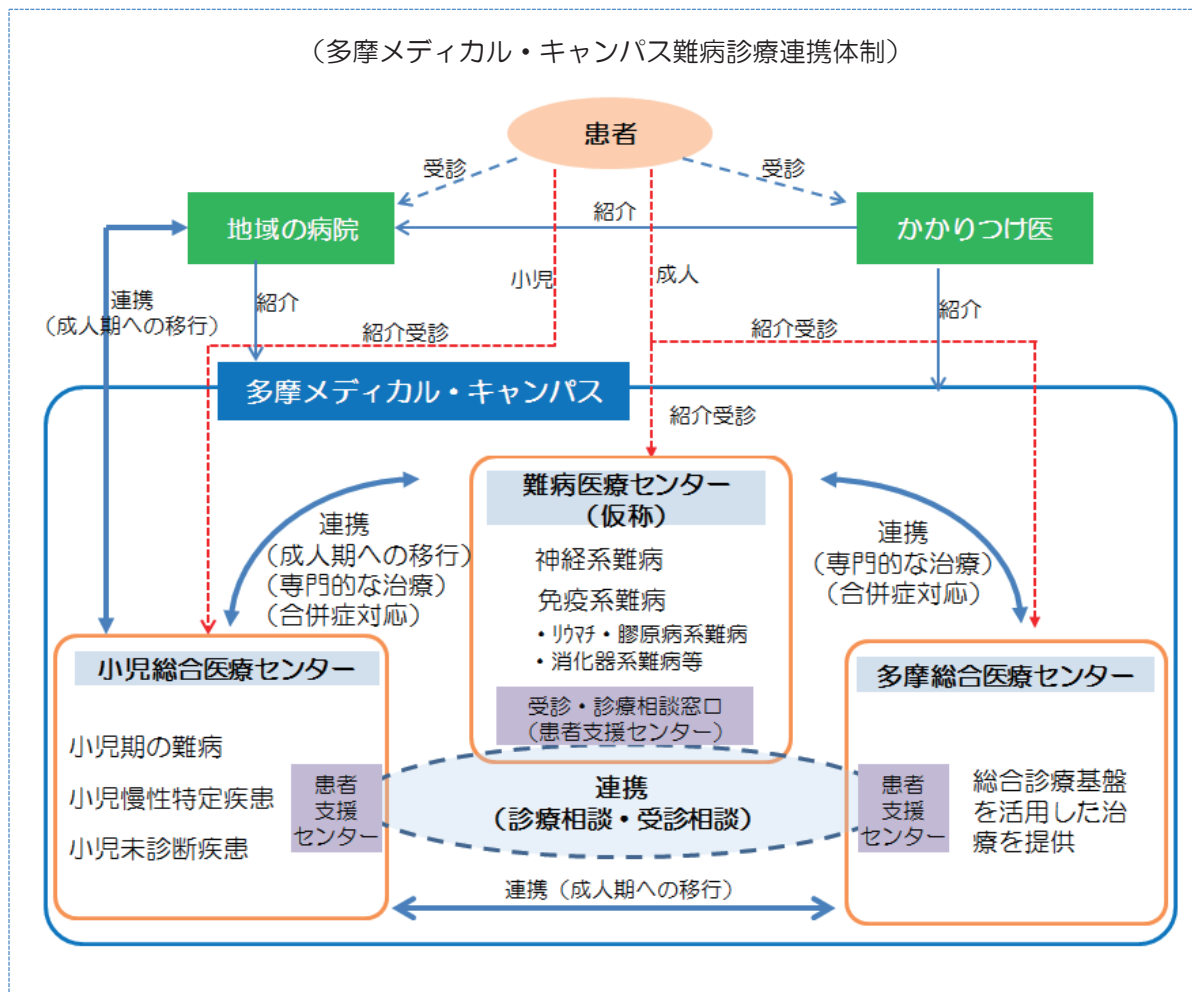 （多摩メディカル・キャンパス難病診療連携体制）
患者
受診
受診
地域の病院
紹介
かかりつけ医
小児
成人
連携
（成人期への移行）
紹介
紹介受診
紹介受診
紹介
多摩メディカル・キャンパス
紹介受診
難病医療センター
（仮称）
神経系難病
免疫系難病
・ﾘｳﾏﾁ・膠原病系難病
・消化器系難病等
受診・診療相談窓口
（患者支援センター）
連携
（成人期への移行）
（専門的な治療）
（合併症対応）
連携
（専門的な治療）
（合併症対応）
小児総合医療センター
小児期の難病
小児慢性特定疾患
小児未診断疾患
患者
支援
センター
連携
（診療相談・受診相談）
多摩総合医療センター
患者
支援
センター
総合診療基盤
を活用した治
療を提供
連携（成人期への移行）